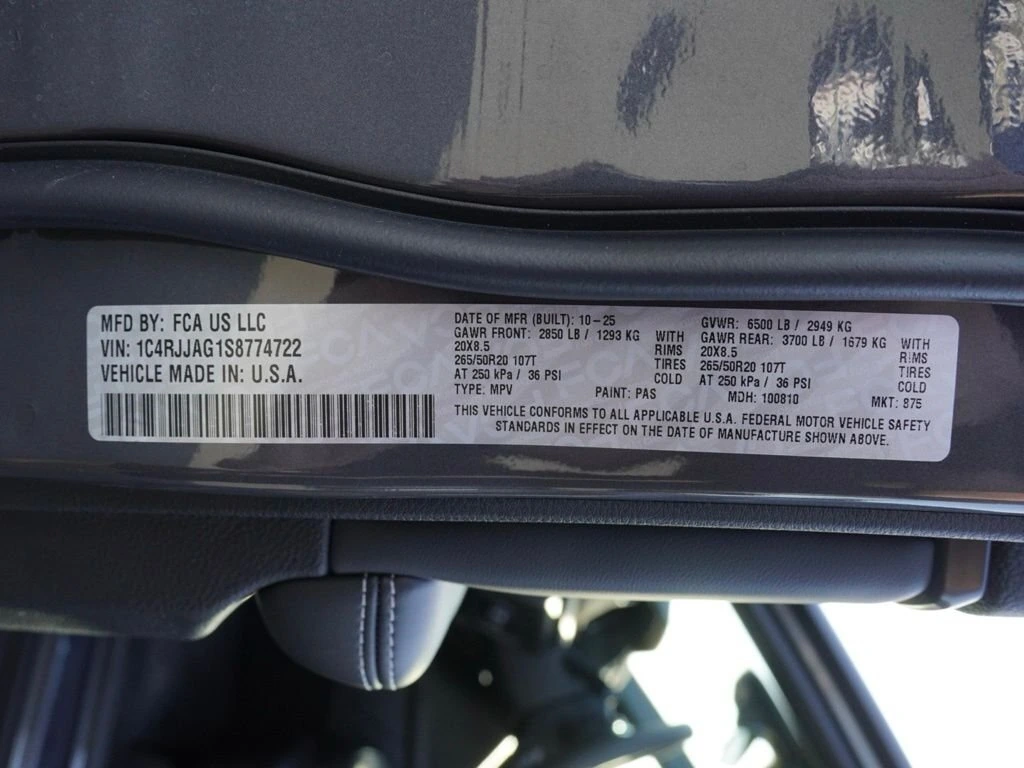 MFD BY: FCA US LLC
VIN: 1C4RJJAG1S8774722
VEHICLE MADE IN: U.S.A.
DATE OF MFR (BUILT): 10-25
GAWR FRONT: 2850 LB / 1293 KG WITH
20X8.5 RIMS
265/50R20 107T TIRES
AT 250 kPa / 36 PSI COLD
TYPE: MPV PAINT: PAS
GVWR: 6500 LB / 2949 KG
GAWR REAR: 3700 LB / 1679 KG WITH
20X8.5 RIMS
265/50R20 107T TIRES
AT 250 kPa / 36 PSI COLD
MDH: 100810 MKT: 875
THIS VEHICLE CONFORMS TO ALL APPLICABLE U.S.A. FEDERAL MOTOR VEHICLE SAFETY
STANDARDS IN EFFECT ON THE DATE OF MANUFACTURE SHOWN ABOVE.